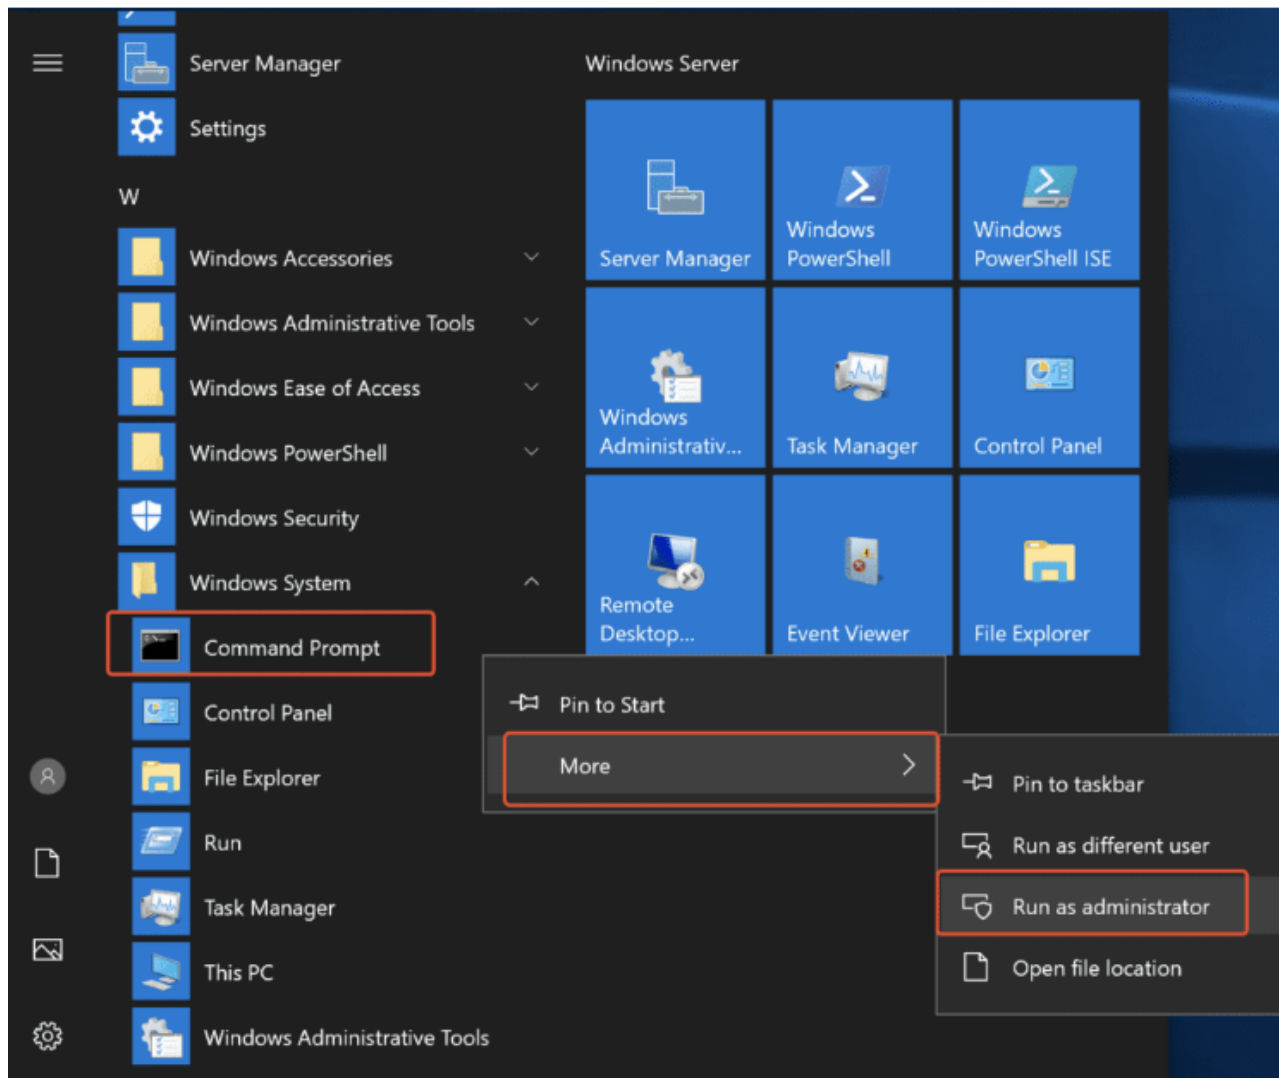 Server Manager
Settings
W
Windows Accessories
Windows Administrative Tools
Windows Ease of Access
Windows PowerShell
Windows Security
Windows System
Command Prompt
Control Panel
File Explorer
Run
Task Manager
This PC
Windows Administrative Tools
Windows Server
Server Manager
Windows
PowerShell
Windows
PowerShell ISE
Windows
Administrativ...
Task Manager
Control Panel
Remote
Desktop...
Event Viewer
File Explorer
Pin to Start
More
Pin to taskbar
Run as different user
Run as administrator
Open file location